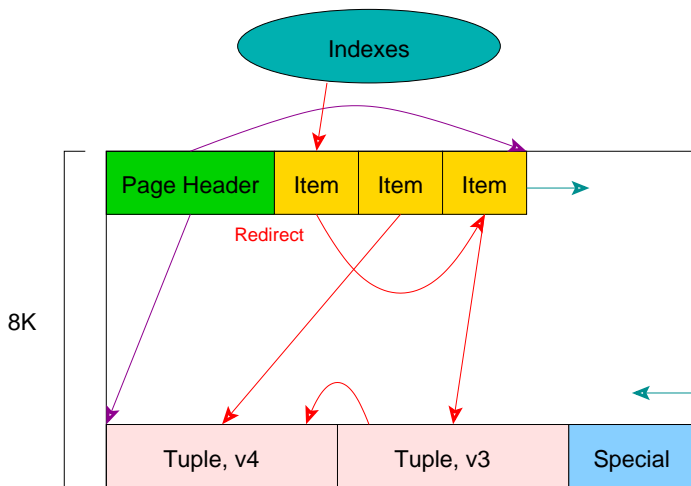 Indexes
Page Header Item Item Item
Redirect
8K
Tuple, v4 Tuple, v3 Special